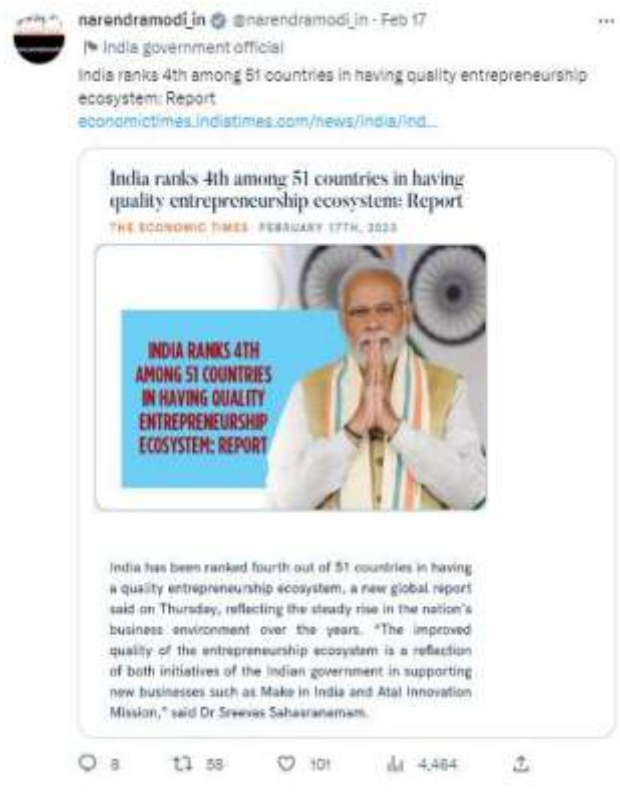 narendramodi_in @narendramodi_in · Feb 17
India government official
India ranks 4th among 51 countries in having quality entrepreneurship
ecosystem: Report
economictimes.indiatimes.com/news/india/ind...
India ranks 4th among 51 countries in having
quality entrepreneurship ecosystem: Report
THE ECONOMIC TIMES FEBRUARY 17TH, 2023
INDIA RANKS 4TH
AMONG 51 COUNTRIES
IN HAVING QUALITY
ENTREPRENEURSHIP
ECOSYSTEM: REPORT
India has been ranked fourth out of 51 countries in having
a quality entrepreneurship ecosystem, a new global report
said on Thursday, reflecting the steady rise in the nation's
business environment over the years. "The improved
quality of the entrepreneurship ecosystem is a reflection
of both initiatives of the Indian government in supporting
new businesses such as Make in India and Atal Innovation
Mission," said Dr Sreevas Sahasranamam.
8 58 101 4,464